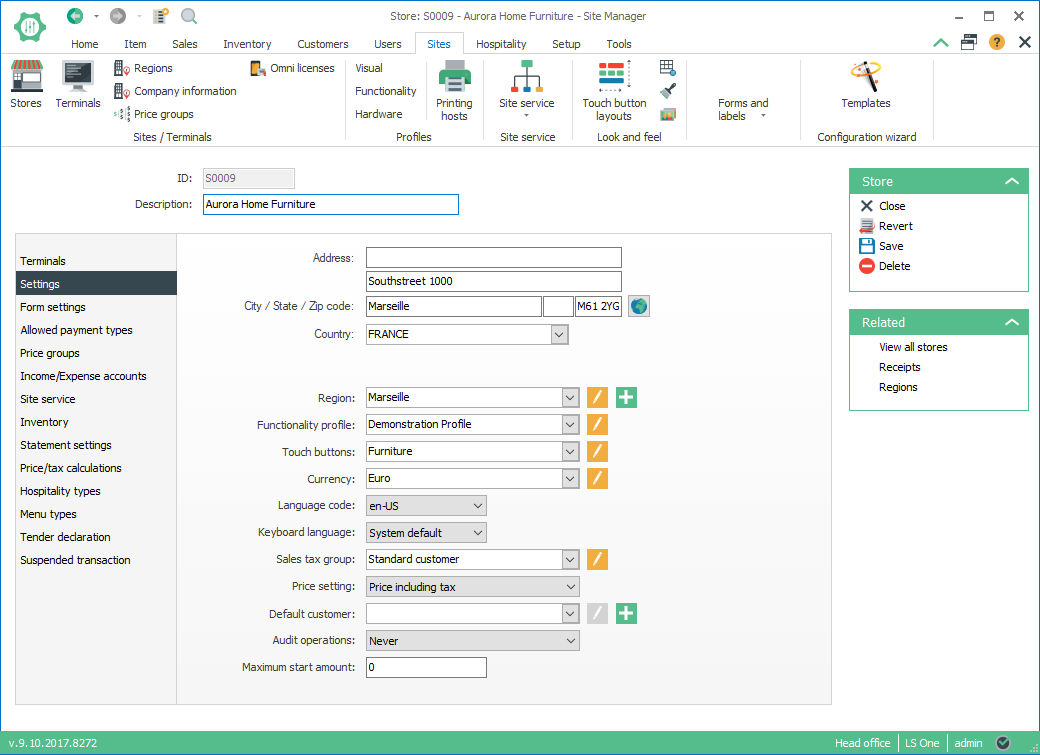 Store: S0009 - Aurora Home Furniture - Site Manager
Home Item Sales Inventory Customers Users Sites Hospitality Setup Tools
Stores
Terminals
Regions
Company information
Price groups
Omni licenses
Sites / Terminals
Visual
Functionality
Hardware
Printing
hosts
Profiles
Site service
Site service
Touch button
layouts
Look and feel
Forms and
labels
Templates
Configuration wizard
ID: S0009
Description: Aurora Home Furniture
Terminals
Settings
Form settings
Allowed payment types
Price groups
Income/Expense accounts
Site service
Inventory
Statement settings
Price/tax calculations
Hospitality types
Menu types
Tender declaration
Suspended transaction
Address:
Southstreet 1000
City / State / Zip code: Marseille M61 2YG
Country: FRANCE
Region: Marseille
Functionality profile: Demonstration Profile
Touch buttons: Furniture
Currency: Euro
Language code: en-US
Keyboard language: System default
Sales tax group: Standard customer
Price setting: Price including tax
Default customer:
Audit operations: Never
Maximum start amount: 0
Store
Close
Revert
Save
Delete
Related
View all stores
Receipts
Regions
v.9.10.2017.8272 Head office LS One admin